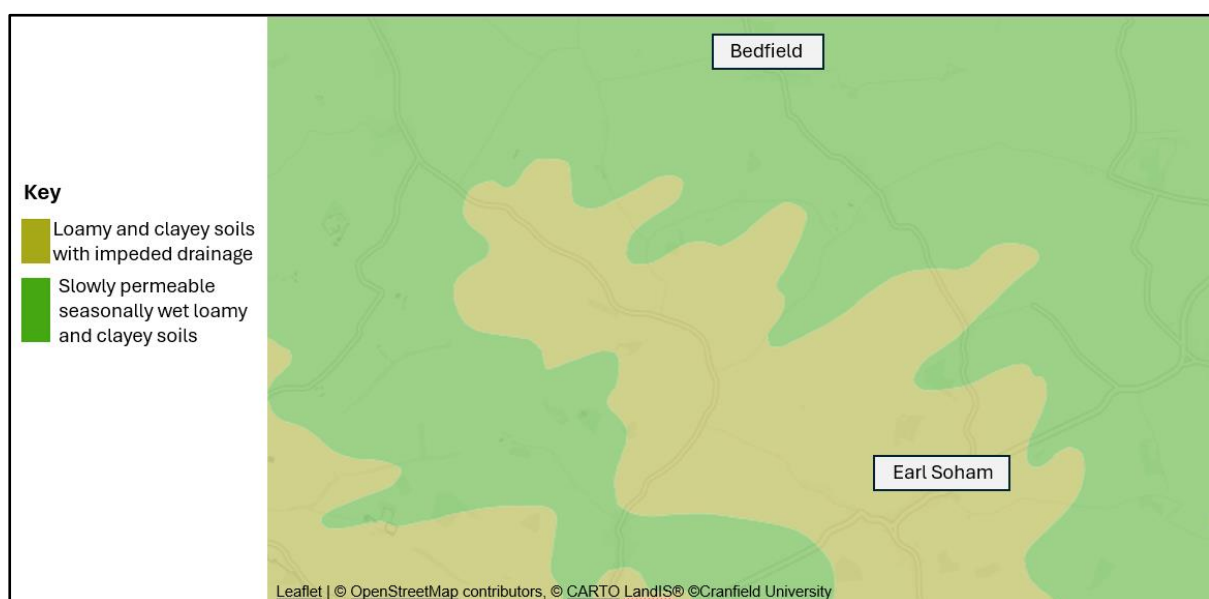 Bedfield
Key
Loamy and clayey soils
with impeded drainage
Slowly permeable
seasonally wet loamy
and clayey soils
Earl Soham
Leaflet | © OpenStreetMap contributors, © CARTO LandIS® ©Cranfield University